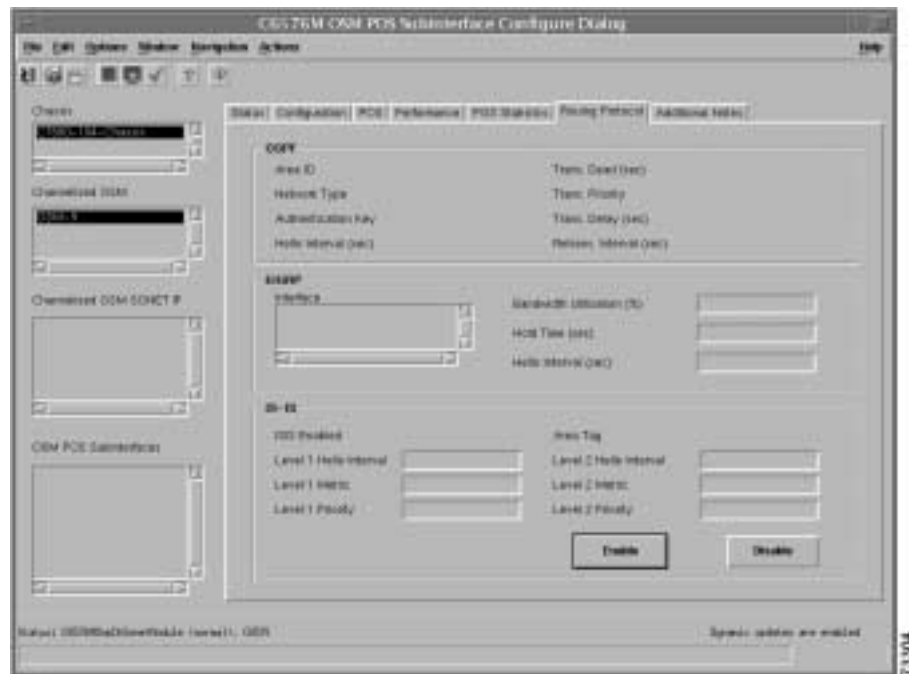 C6576M OSM POS Subinterface Configure Dialog
File Edit Options Window Navigation Actions Help
Chassis
Status Configuration POS Performance POS Statistics Routing Protocol Additional Notes
OSPF
Area ID Trans. Dead (sec)
Channelized OSM Network Type Trans. Priority
Authentication Key Trans. Delay (sec)
Hello Interval (sec) Retrans. Interval (sec)
EIGRP
Channelized OSM SONET IF Interface Bandwidth Utilization (%)
Hold Time (sec)
Hello Interval (sec)
IS-IS
OSM POS Subinterfaces ISIS Enabled Area Tag
Level 1 Hello Interval Level 2 Hello Interval
Level 1 Metric Level 2 Metric
Level 1 Priority Level 2 Priority
Enable Disable
Status: (normal), Dynamic updates are enabled
73304